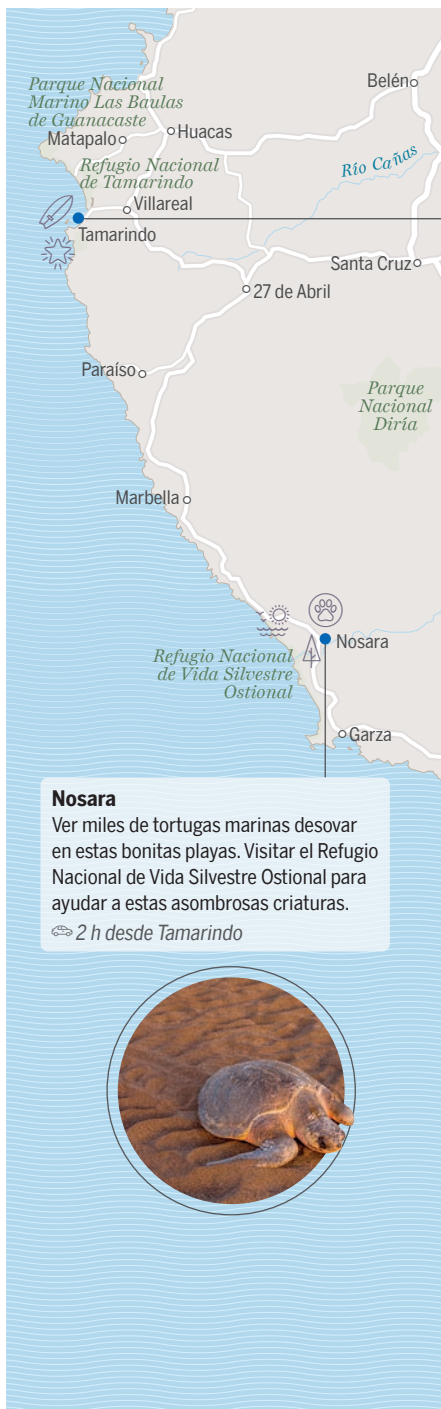 Parque Nacional
Marino Las Baulas
de Guanacaste
Belén
Matapalo
Huacas
Refugio Nacional
de Tamarindo
Río Cañas
Villareal
Tamarindo
Santa Cruz
27 de Abril
Paraíso
Parque
Nacional
Diría
Marbella
Nosara
Refugio Nacional
de Vida Silvestre
Ostional
Garza
Nosara
Ver miles de tortugas marinas desovar
en estas bonitas playas. Visitar el Refugio
Nacional de Vida Silvestre Ostional para
ayudar a estas asombrosas criaturas.
2 h desde Tamarindo